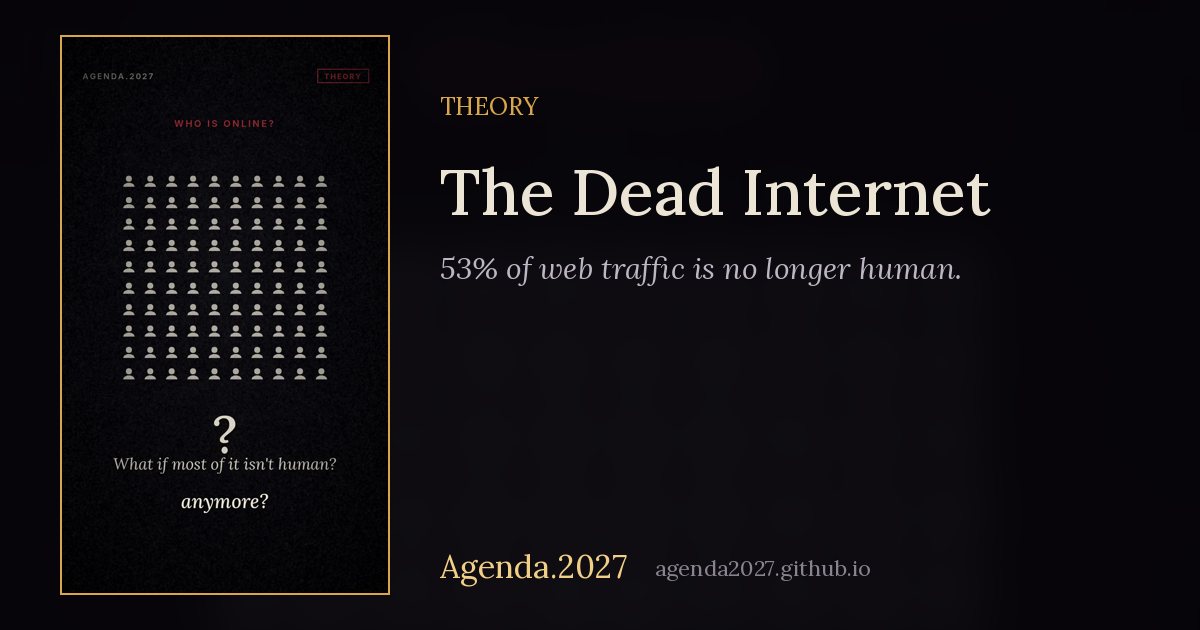 AGENDA.2027
THEORY
WHO IS ONLINE?
?
What if most of it isn't human?
anymore?
THEORY
The Dead Internet
53% of web traffic is no longer human.
Agenda.2027
agenda2027.github.io